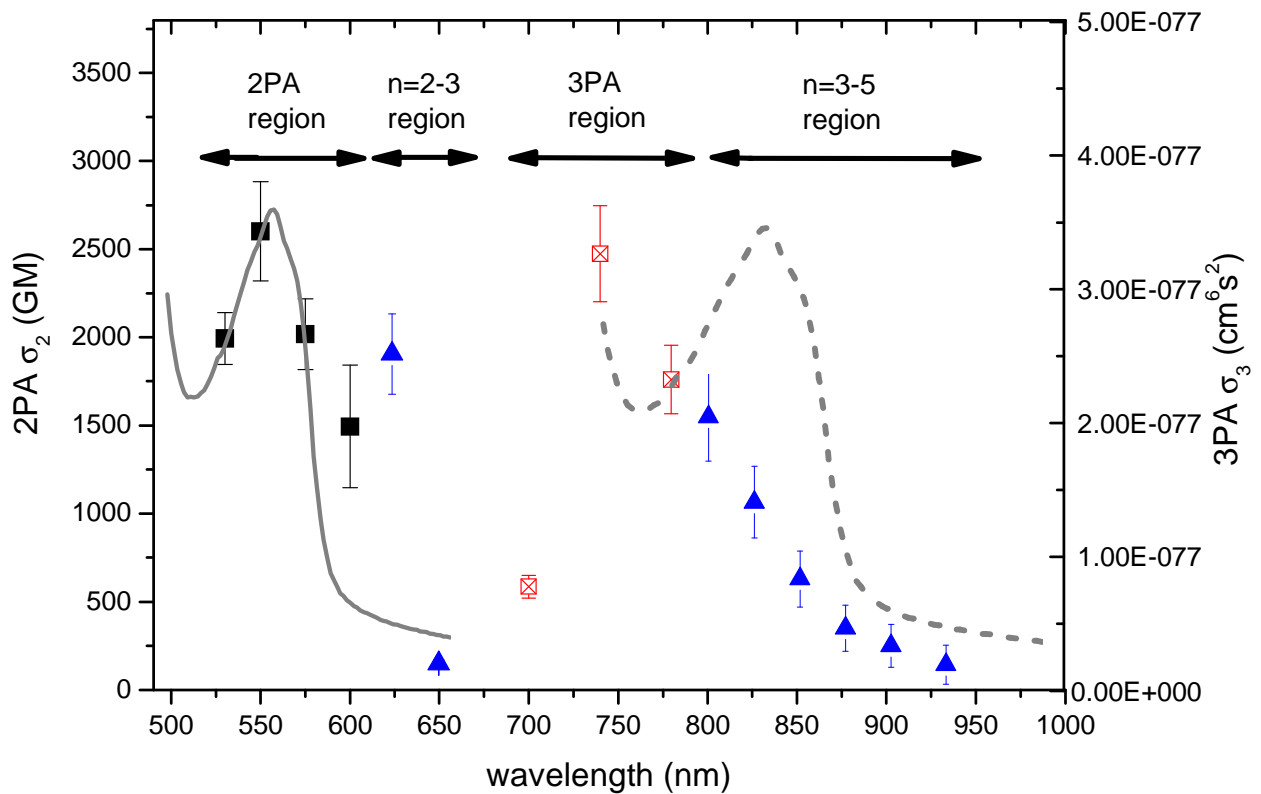 2PA
region
n=2-3
region
3PA
region
n=3-5
region
3500
3000
2500
2000
1500
1000
500
0
2PA σ₂ (GM)
5.00E-077
4.00E-077
3.00E-077
2.00E-077
1.00E-077
0.00E+000
3PA σ₃ (cm⁶s²)
500 550 600 650 700 750 800 850 900 950 1000
wavelength (nm)